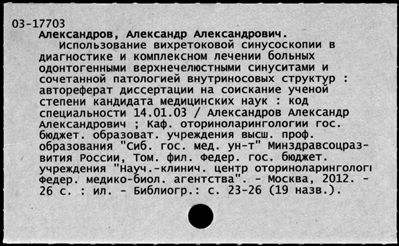 03-17703
Александров, Александр Александрович.
Использование вихретоковой синусоскопии в
диагностике и комплексном лечении больных
одонтогенными верхнечелюстными синуситами и
сочетанной патологией внутриносовых структур :
автореферат диссертации на соискание ученой
степени кандидата медицинских наук : код
специальности 14.01.03 / Александров Александр
Александрович ; Каф. оториноларингологии гос.
бюджет. образоват. учреждения высш. проф.
образования "Сиб. гос. мед. ун-т" Минздравсоцраз-
вития России, Том. фил. Федер. гос. бюджет.
учреждения "Науч.-клинич. центр оториноларингологи
Федер. медико-биол. агентства". - Москва, 2012. -
26 с. : ил. - Библиогр.: с. 23-26 (19 назв.).